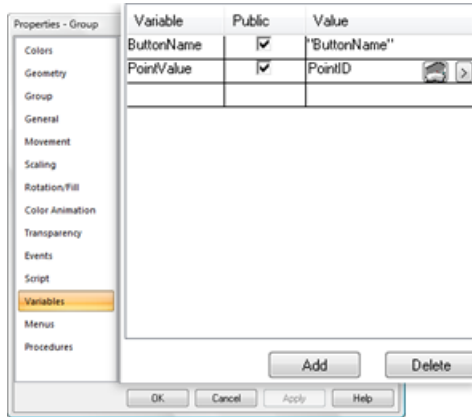 Properties - Group
Colors
Geometry
Group
General
Movement
Scaling
Rotation/Fill
Color Animation
Transparency
Events
Script
Variables
Menus
Procedures
Variable Public Value
ButtonName "ButtonName"
PointValue PointID >
Add Delete
OK Cancel Apply Help